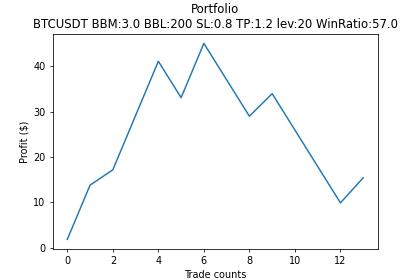 Portfolio
BTCUSDT BBM:3.0 BBL:200 SL:0.8 TP:1.2 lev:20 WinRatio:57.0
Profit ($)
40
30
20
10
0
0 2 4 6 8 10 12
Trade counts